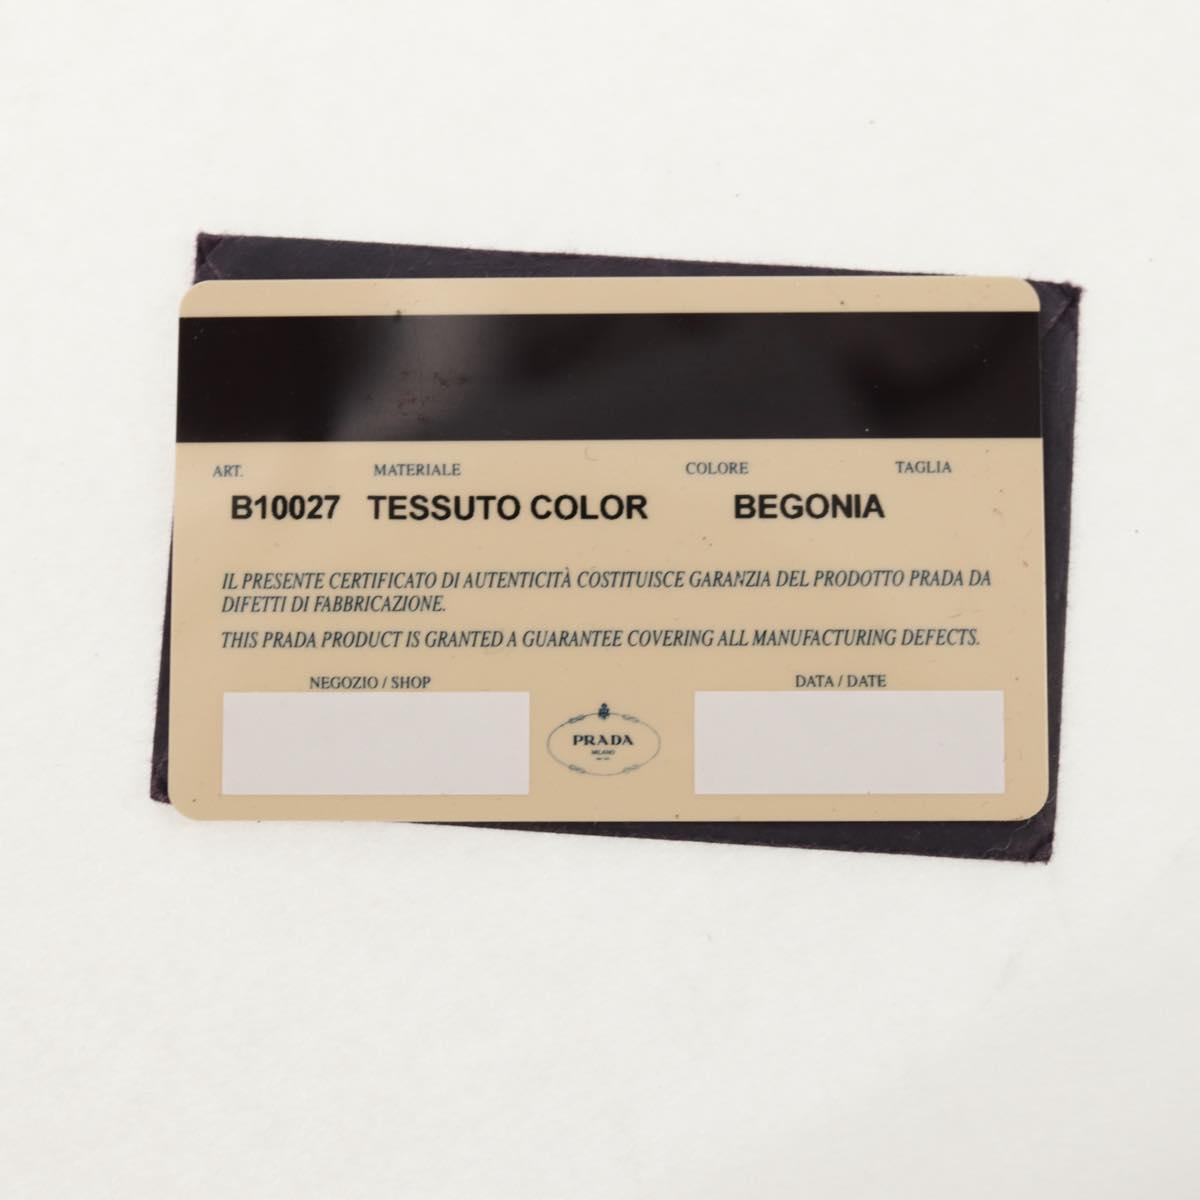 ART. MATERIALE COLORE TAGLIA
B10027 TESSUTO COLOR BEGONIA
IL PRESENTE CERTIFICATO DI AUTENTICITÀ COSTITUISCE GARANZIA DEL PRODOTTO PRADA DA
DIFETTI DI FABBRICAZIONE.
THIS PRADA PRODUCT IS GRANTED A GUARANTEE COVERING ALL MANUFACTURING DEFECTS.
NEGOZIO / SHOP DATA / DATE
PRADA
MILANO